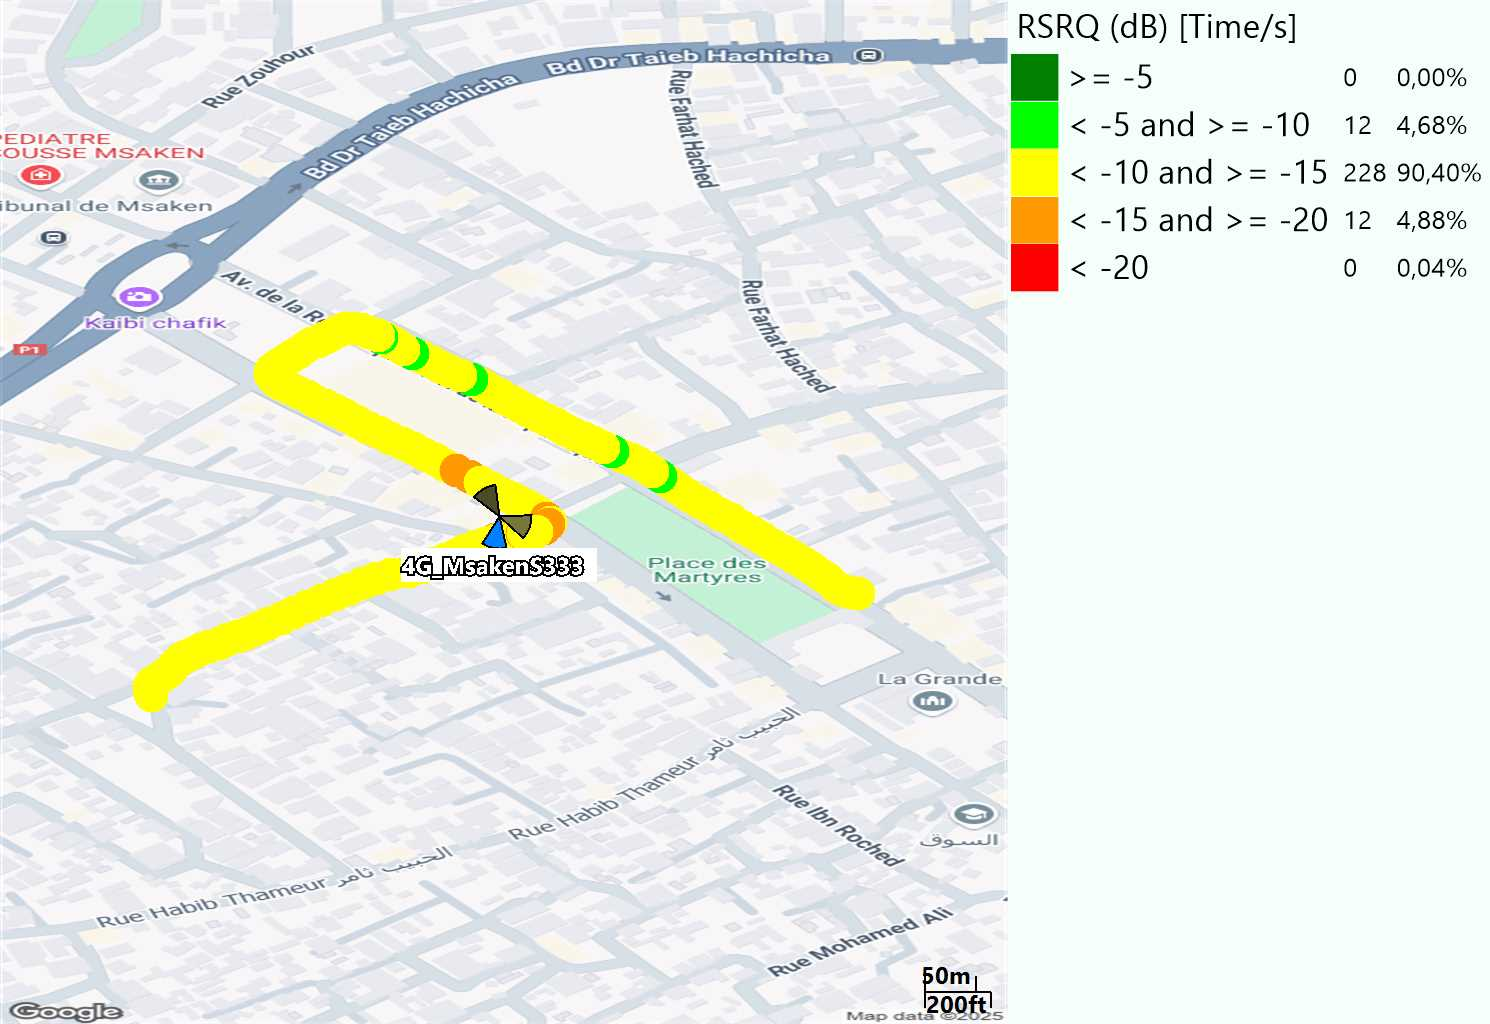 RSRQ (dB) [Time/s]
>= -5 0 0,00%
< -5 and >= -10 12 4,68%
< -10 and >= -15 228 90,40%
< -15 and >= -20 12 4,88%
< -20 0 0,04%
Rue Zouhour
Bd Dr Taieb Hachicha
Bd Dr Taieb Hachicha
Rue Farhat Hached
PEDIATRE
OUSSE MSAKEN
ibunal de Msaken
Av. de la R
Kaibi chafik
P1
Rue Farhat Hached
4G_MsakenS333
Place des
Martyres
La Grande
Rue Habib Thameur الحبيب ثامر
Rue Ibn Roched
السوق
Rue Habib Thameur الحبيب ثامر
Rue Mohamed Ali
50m
200ft
Google
Map data ©2025